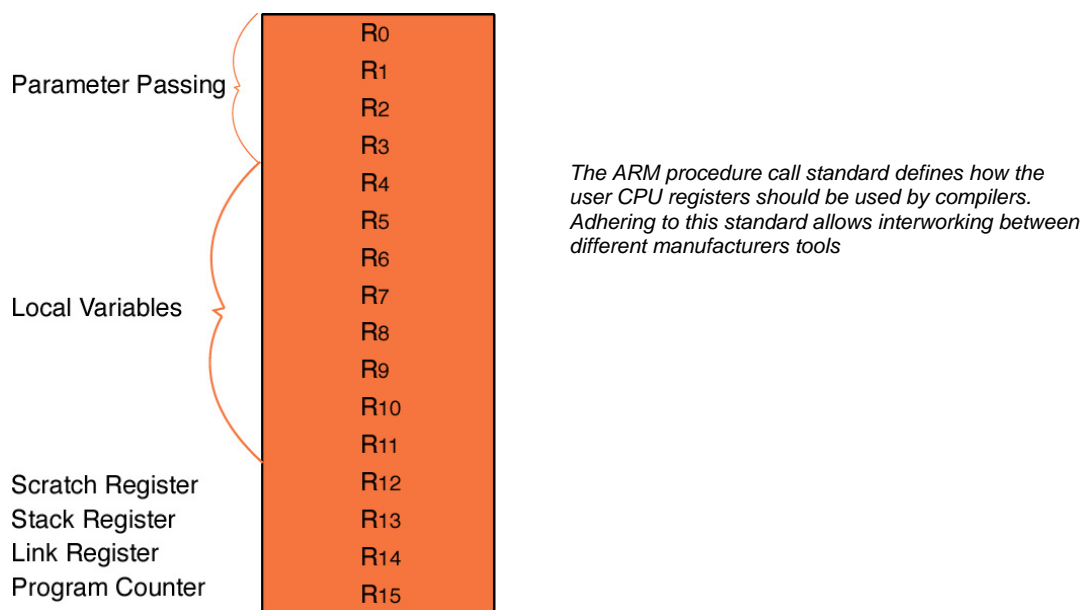 R0
R1
Parameter Passing
R2
R3
R4
R5
R6
R7
Local Variables
R8
R9
R10
R11
Scratch Register R12
Stack Register R13
Link Register R14
Program Counter R15
The ARM procedure call standard defines how the
user CPU registers should be used by compilers.
Adhering to this standard allows interworking between
different manufacturers tools